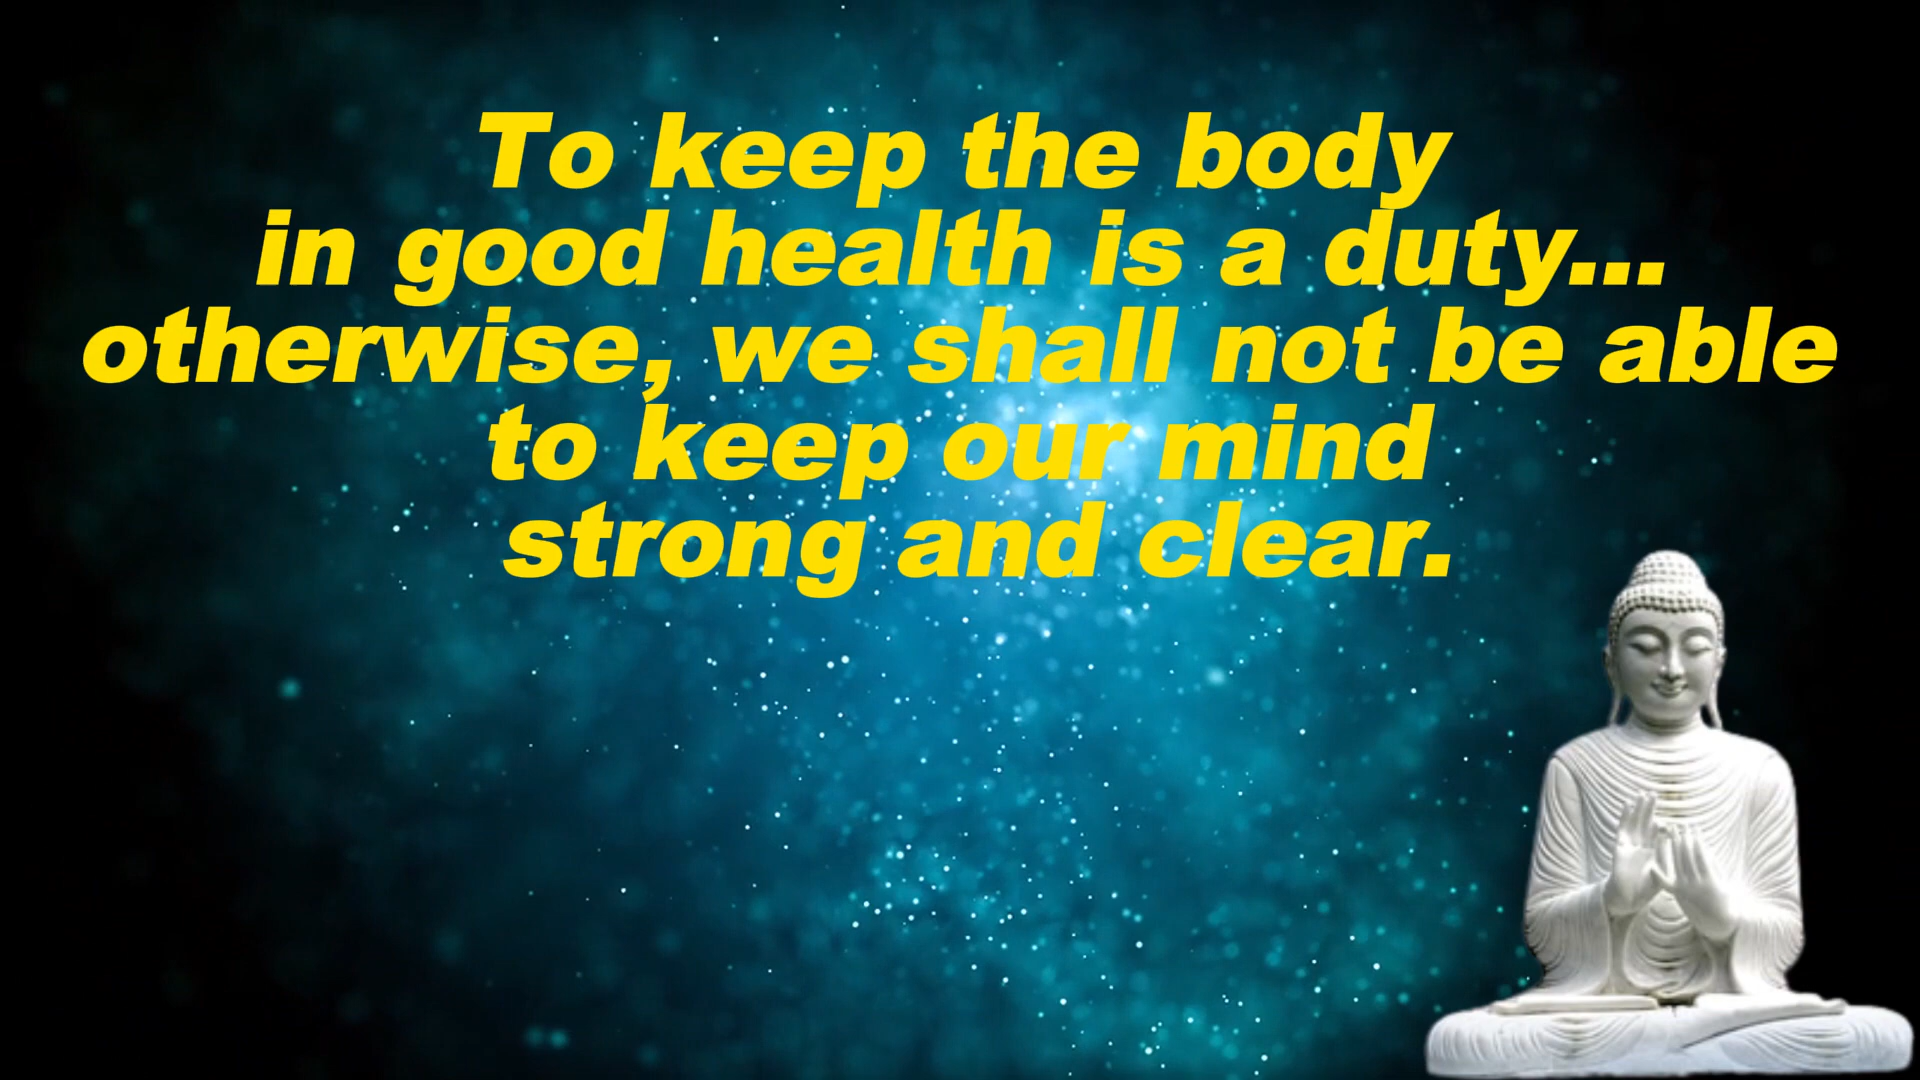 To keep the body
in good health is a duty...
otherwise, we shall not be able
to keep our mind
strong and clear.